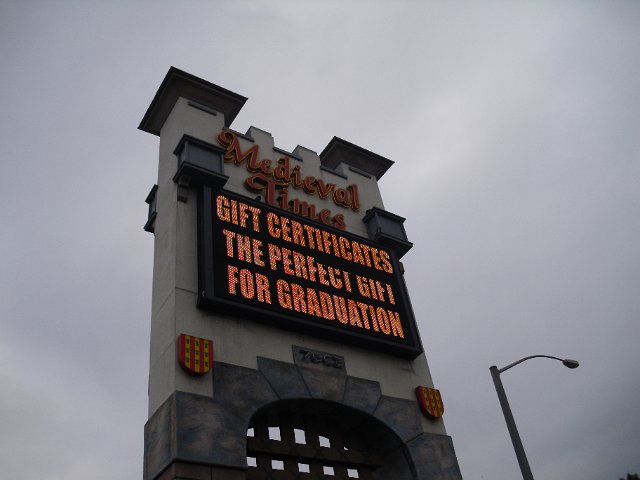 Medieval
Times
GIFT CERTIFICATES
THE PERFECT GIFT
FOR GRADUATION